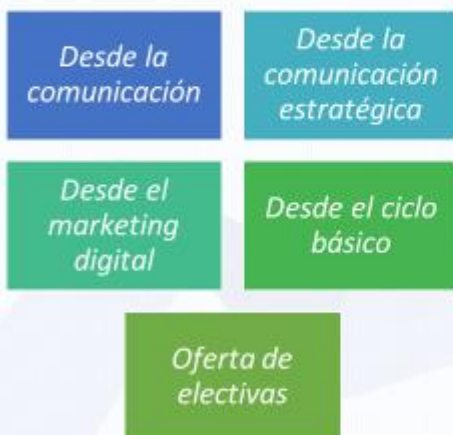 Desde la
comunicación
Desde la
comunicación
estratégica
Desde el
marketing
digital
Desde el ciclo
básico
Oferta de
electivas